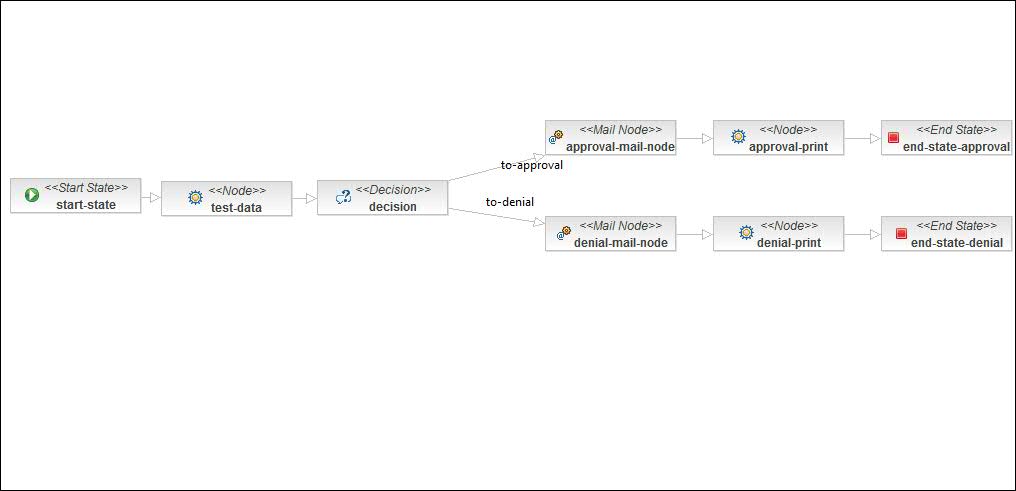 <<Start State>>
start-state
<<Node>>
test-data
<<Decision>>
decision
to-approval
<<Mail Node>>
approval-mail-node
<<Node>>
approval-print
<<End State>>
end-state-approval
to-denial
<<Mail Node>>
denial-mail-node
<<Node>>
denial-print
<<End State>>
end-state-denial